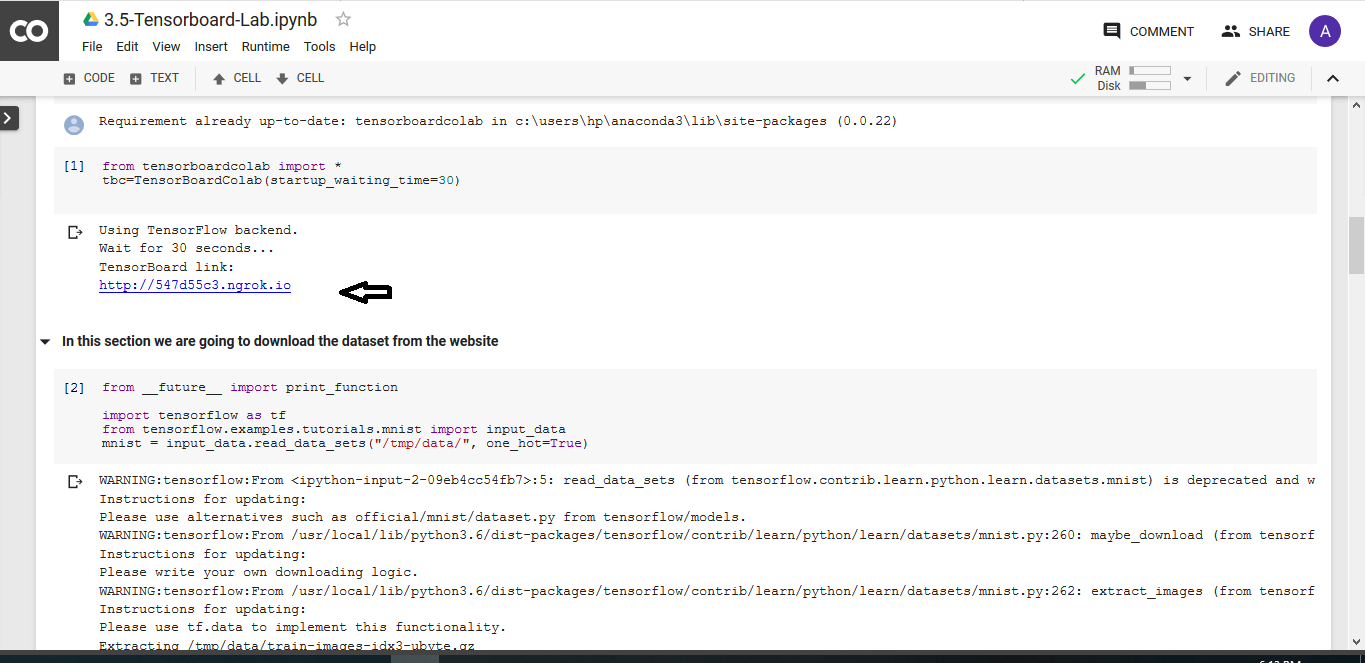 CO
3.5-Tensorboard-Lab.ipynb
File Edit View Insert Runtime Tools Help
COMMENT SHARE A
CODE TEXT CELL CELL
RAM
Disk
EDITING
Requirement already up-to-date: tensorboardcolab in c:\users\hp\anaconda3\lib\site-packages (0.0.22)
[1] from tensorboardcolab import *
tbc=TensorBoardColab(startup_waiting_time=30)
Using TensorFlow backend.
Wait for 30 seconds...
TensorBoard link:
http://547d55c3.ngrok.io
In this section we are going to download the dataset from the website
[2] from __future__ import print_function
import tensorflow as tf
from tensorflow.examples.tutorials.mnist import input_data
mnist = input_data.read_data_sets("/tmp/data/", one_hot=True)
WARNING:tensorflow:From <ipython-input-2-09eb4cc54fb7>:5: read_data_sets (from tensorflow.contrib.learn.python.learn.datasets.mnist) is deprecated and w
Instructions for updating:
Please use alternatives such as official/mnist/dataset.py from tensorflow/models.
WARNING:tensorflow:From /usr/local/lib/python3.6/dist-packages/tensorflow/contrib/learn/python/learn/datasets/mnist.py:260: maybe_download (from tensorf
Instructions for updating:
Please write your own downloading logic.
WARNING:tensorflow:From /usr/local/lib/python3.6/dist-packages/tensorflow/contrib/learn/python/learn/datasets/mnist.py:262: extract_images (from tensorf
Instructions for updating:
Please use tf.data to implement this functionality.
Extracting /tmp/data/train-images-idx3-ubyte.gz